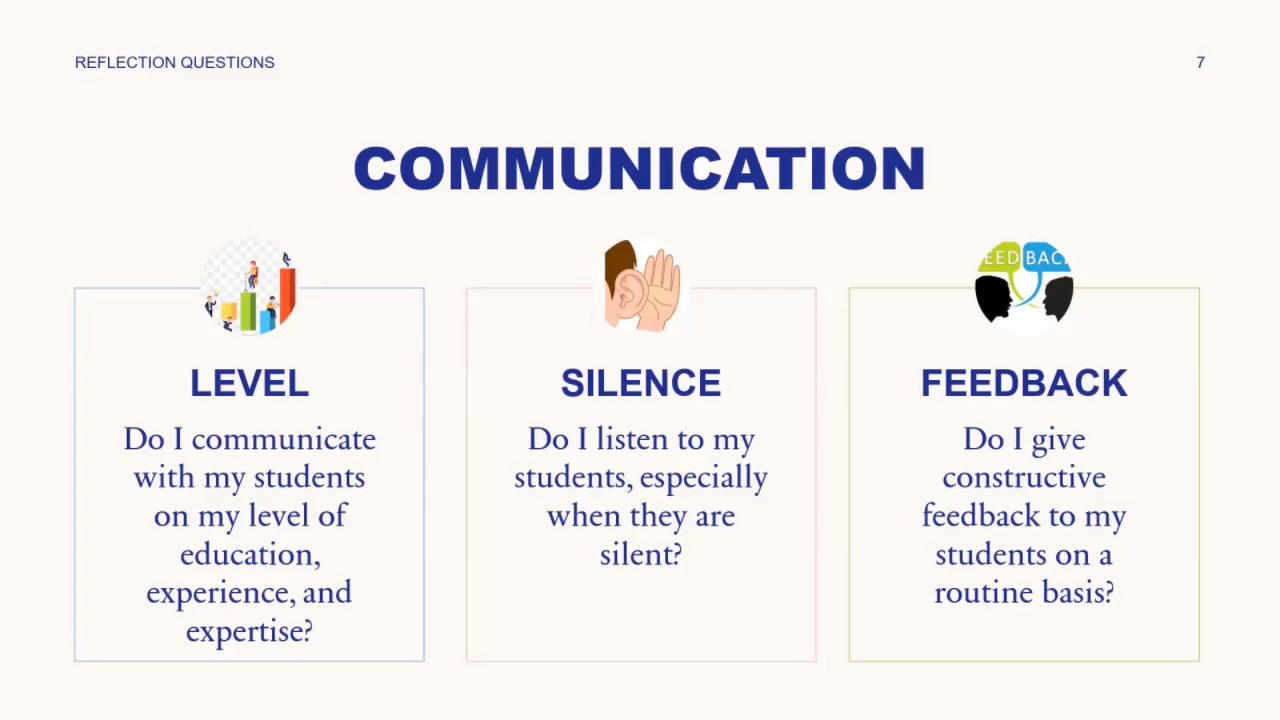 REFLECTION QUESTIONS
7
COMMUNICATION
EED BAC
LEVEL
Do I communicate
with my students
on my level of
education,
experience, and
expertise?
SILENCE
Do I listen to my
students, especially
when they are
silent?
FEEDBACK
Do I give
constructive
feedback to my
students on a
routine basis?